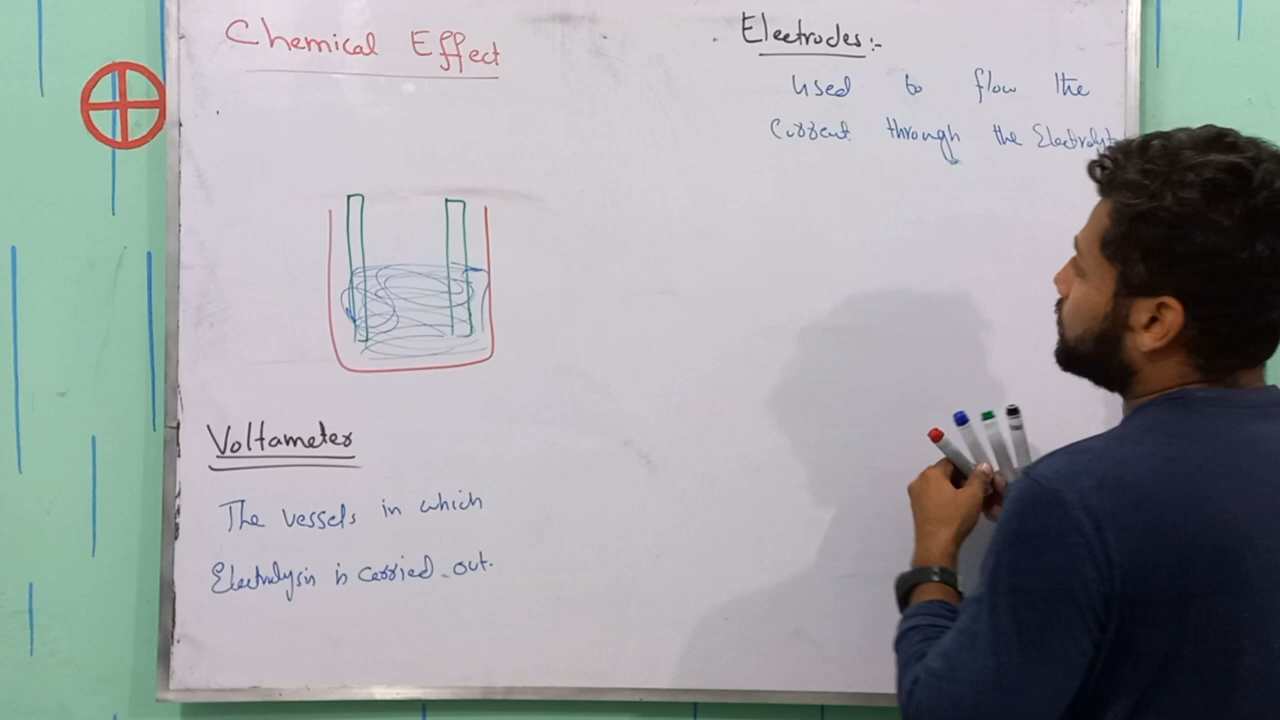 Chemical Effect
Voltameter
The vessels in which
Electrolysis is carried out.
Electrodes:-
Used to flow the
Current through the Electrolyte